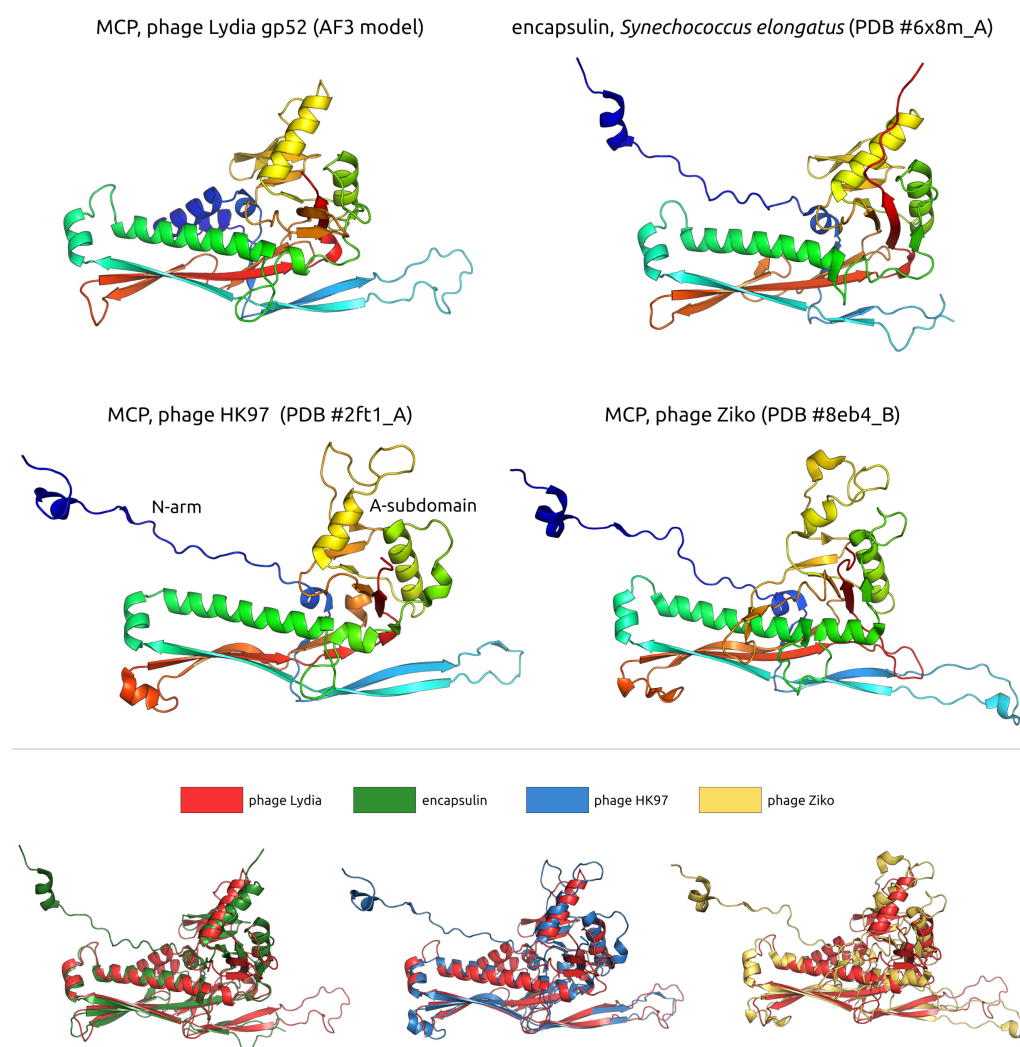 MCP, phage Lydia gp52 (AF3 model)
encapsulin, Synechococcus elongatus (PDB #6x8m_A)
MCP, phage HK97 (PDB #2ft1_A)
MCP, phage Ziko (PDB #8eb4_B)
N-arm
A-subdomain
phage Lydia
encapsulin
phage HK97
phage Ziko